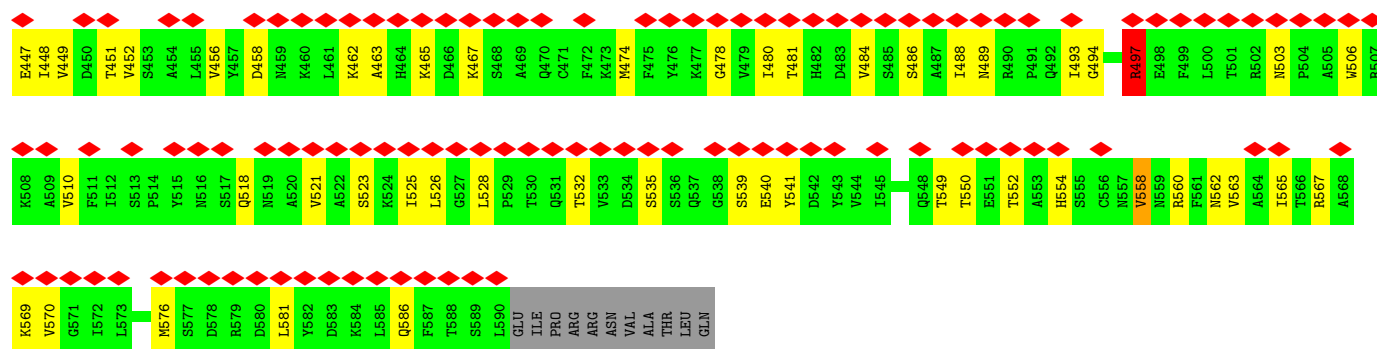 E447 I448 V449 D450 T451 V452 S453 A454 L455 V456 Y457 D458 N459 K460 L461 K462 A463 H464 K465 D466 K467 S468 A469 Q470 C471 F472 K473 M474 F475 Y476 K477 G478 V479 I480 T481 H482 D483 V484 S485 S486 A487 I488 N489 R490 P491 Q492 I493 G494 R497 E498 F499 L500 T501 R502 N503 P504 A505 W506 R507
K508 A509 V510 F511 I512 S513 P514 Y515 N516 S517 Q518 N519 A520 V521 A522 S523 K524 I525 L526 G527 L528 P529 T530 Q531 T532 V533 D534 S535 S536 Q537 G538 S539 E540 Y541 D542 Y543 V544 I545 Q548 T549 T550 E551 T552 A553 H554 S555 C556 N557 V558 N559 R560 F561 N562 V563 A564 I565 T566 R567 A568
K569 V570 G571 I572 L573 M576 S577 D578 R579 D580 L581 Y582 D583 K584 L585 Q586 F587 T588 S589 L590 GLU ILE PRO ARG ARG ASN VAL ALA THR LEU GLN